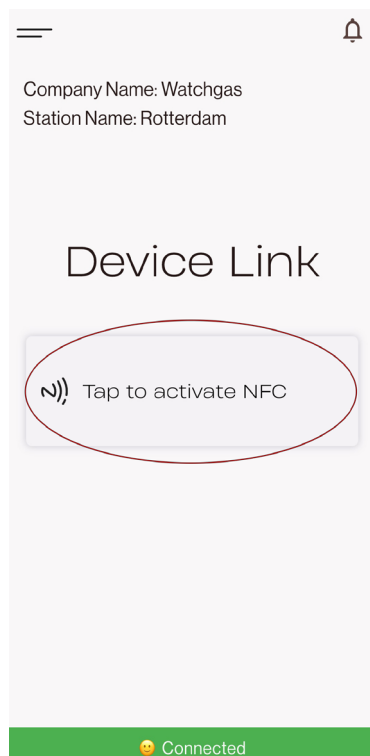 Company Name: Watchgas
Station Name: Rotterdam
Device Link
Tap to activate NFC
🙂 Connected